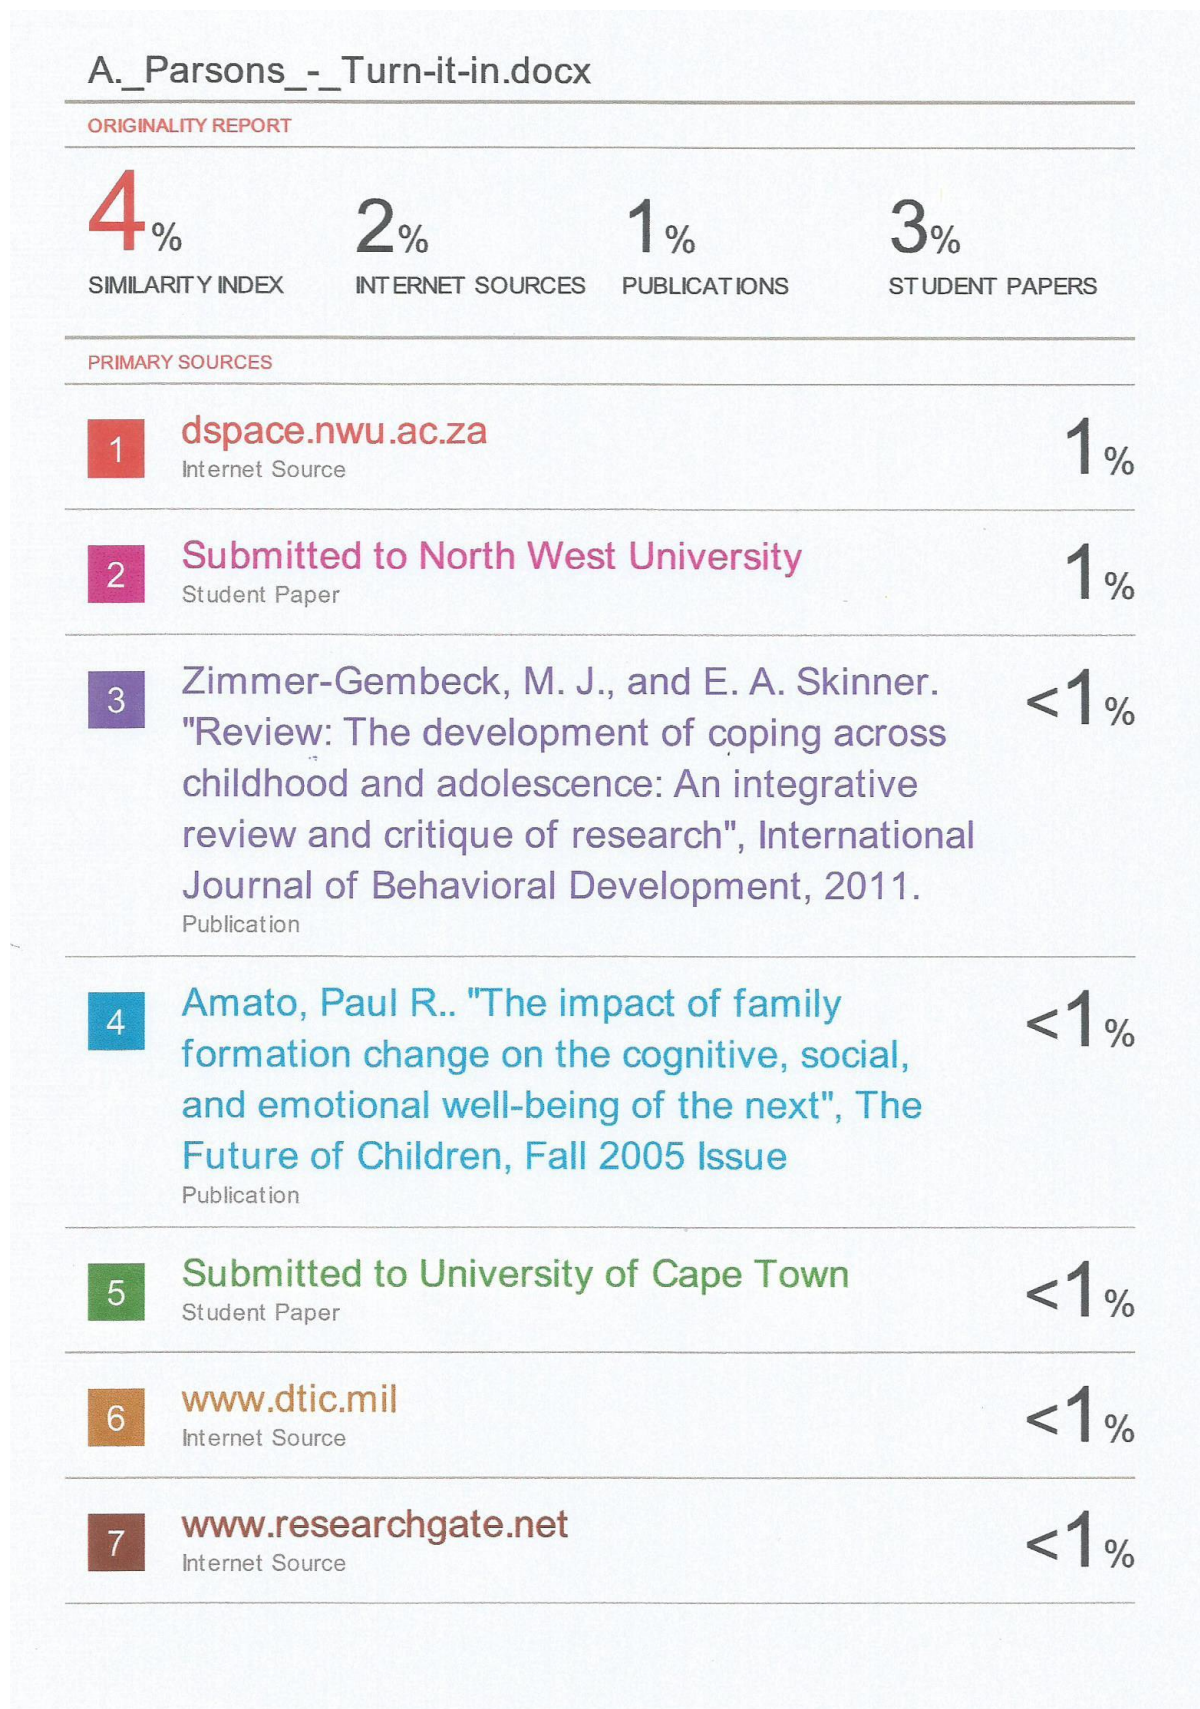 A._Parsons_-_Turn-it-in.docx
ORIGINALITY REPORT
4% 2% 1% 3%
SIMILARITY INDEX INTERNET SOURCES PUBLICATIONS STUDENT PAPERS
PRIMARY SOURCES
1 dspace.nwu.ac.za 1%
Internet Source
2 Submitted to North West University 1%
Student Paper
3 Zimmer-Gembeck, M. J., and E. A. Skinner. <1%
"Review: The development of coping across
childhood and adolescence: An integrative
review and critique of research", International
Journal of Behavioral Development, 2011.
Publication
4 Amato, Paul R.. "The impact of family <1%
formation change on the cognitive, social,
and emotional well-being of the next", The
Future of Children, Fall 2005 Issue
Publication
5 Submitted to University of Cape Town <1%
Student Paper
6 www.dtic.mil <1%
Internet Source
7 www.researchgate.net <1%
Internet Source